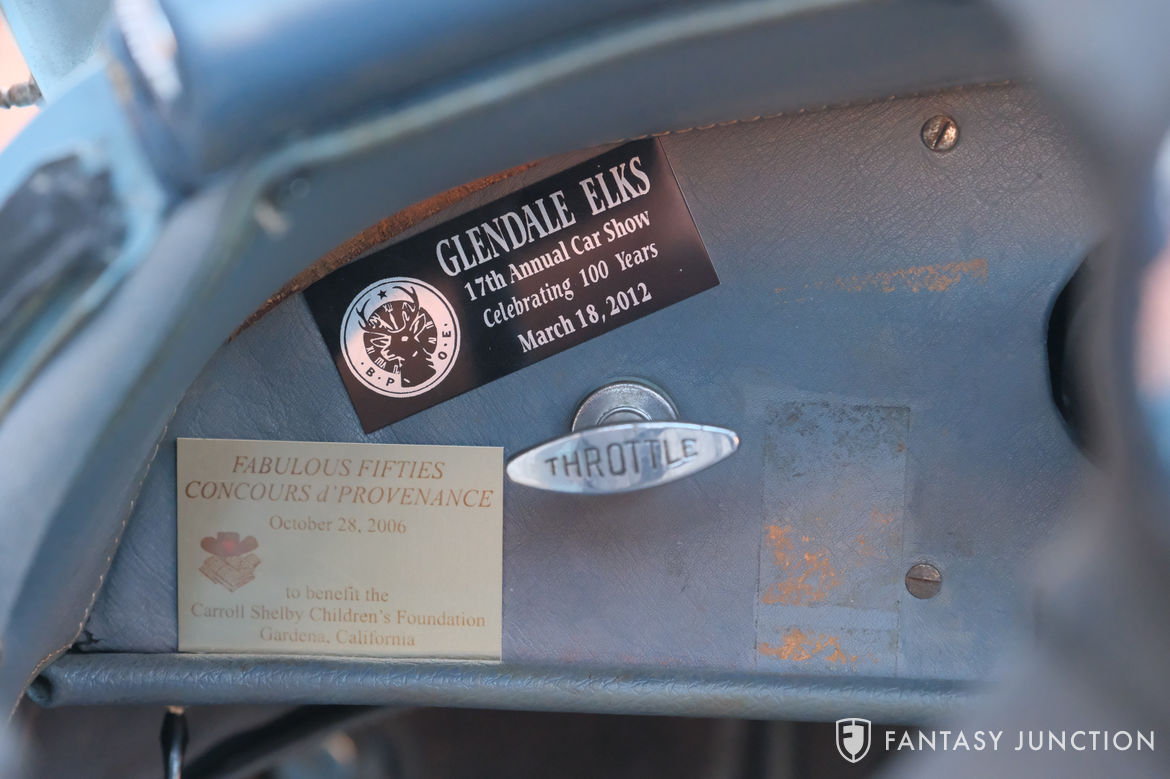 GLENDALE ELKS
17th Annual Car Show
Celebrating 100 Years
March 18, 2012
B.P.O.E.
THROTTLE
FABULOUS FIFTIES
CONCOURS d'PROVENANCE
October 28, 2006
to benefit the
Carroll Shelby Children's Foundation
Gardena, California
FANTASY JUNCTION